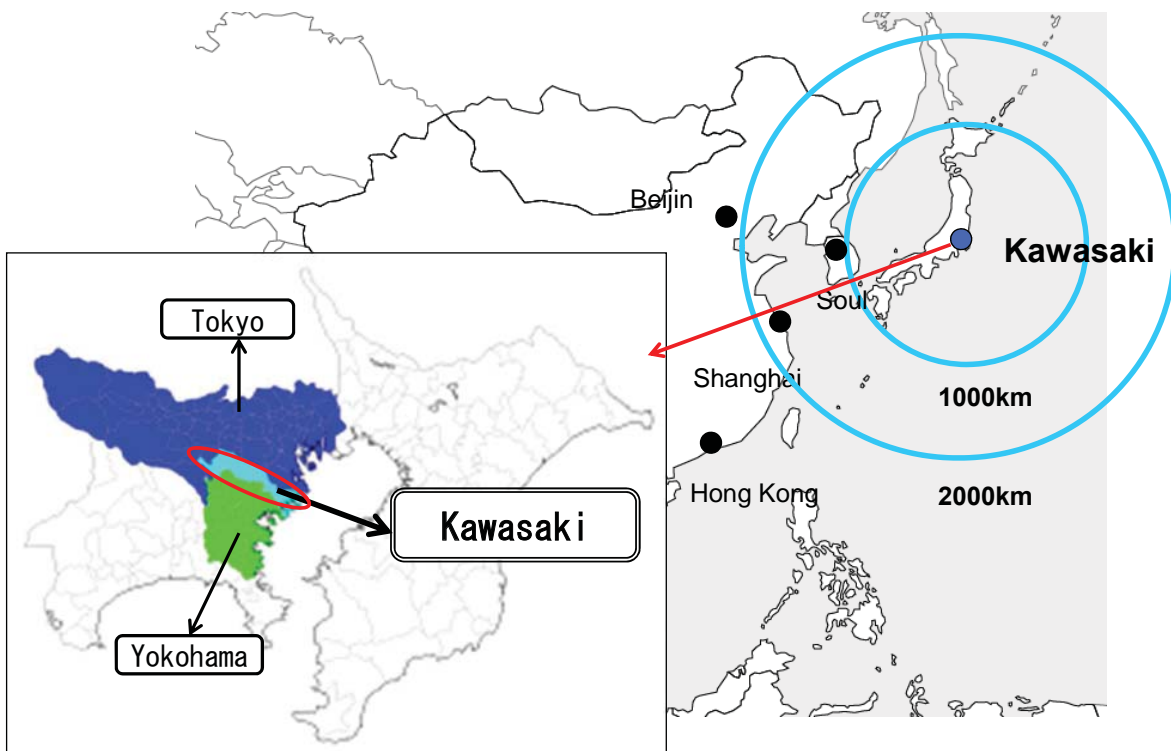 Beijin
Kawasaki
Soul
Shanghai
1000km
Hong Kong
2000km
Tokyo
Kawasaki
Yokohama